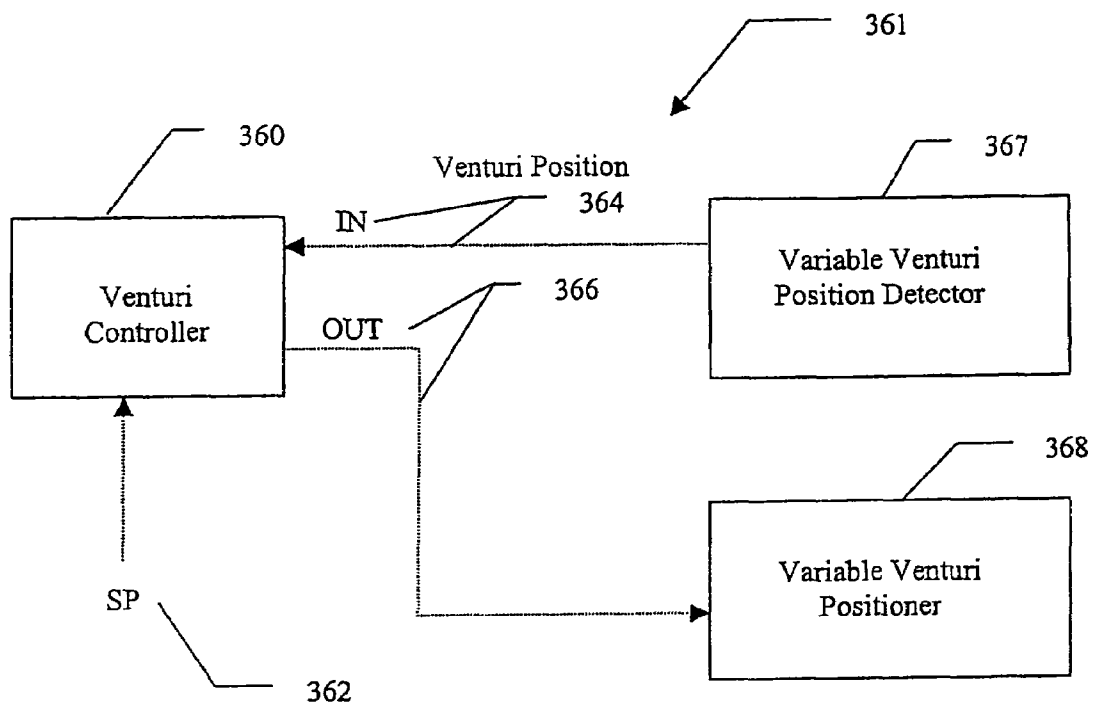 361
360
367
Venturi Position
364
IN
Venturi
Controller
Variable Venturi
Position Detector
366
OUT
368
SP
Variable Venturi
Positioner
362